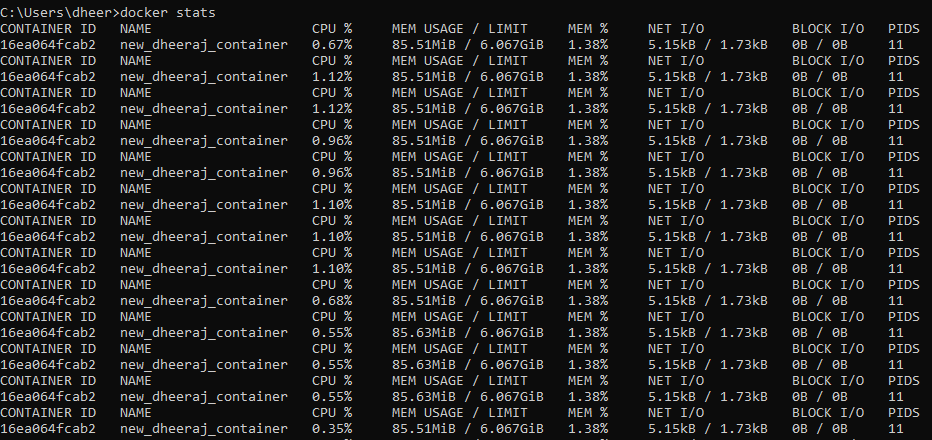 C:\Users\dheer>docker stats
CONTAINER ID   NAME                    CPU %     MEM USAGE / LIMIT     MEM %     NET I/O           BLOCK I/O   PIDS
16ea064fcab2   new_dheeraj_container   0.67%     85.51MiB / 6.067GiB   1.38%     5.15kB / 1.73kB   0B / 0B     11
CONTAINER ID   NAME                    CPU %     MEM USAGE / LIMIT     MEM %     NET I/O           BLOCK I/O   PIDS
16ea064fcab2   new_dheeraj_container   1.12%     85.51MiB / 6.067GiB   1.38%     5.15kB / 1.73kB   0B / 0B     11
CONTAINER ID   NAME                    CPU %     MEM USAGE / LIMIT     MEM %     NET I/O           BLOCK I/O   PIDS
16ea064fcab2   new_dheeraj_container   1.12%     85.51MiB / 6.067GiB   1.38%     5.15kB / 1.73kB   0B / 0B     11
CONTAINER ID   NAME                    CPU %     MEM USAGE / LIMIT     MEM %     NET I/O           BLOCK I/O   PIDS
16ea064fcab2   new_dheeraj_container   0.96%     85.51MiB / 6.067GiB   1.38%     5.15kB / 1.73kB   0B / 0B     11
CONTAINER ID   NAME                    CPU %     MEM USAGE / LIMIT     MEM %     NET I/O           BLOCK I/O   PIDS
16ea064fcab2   new_dheeraj_container   0.96%     85.51MiB / 6.067GiB   1.38%     5.15kB / 1.73kB   0B / 0B     11
CONTAINER ID   NAME                    CPU %     MEM USAGE / LIMIT     MEM %     NET I/O           BLOCK I/O   PIDS
16ea064fcab2   new_dheeraj_container   1.10%     85.51MiB / 6.067GiB   1.38%     5.15kB / 1.73kB   0B / 0B     11
CONTAINER ID   NAME                    CPU %     MEM USAGE / LIMIT     MEM %     NET I/O           BLOCK I/O   PIDS
16ea064fcab2   new_dheeraj_container   1.10%     85.51MiB / 6.067GiB   1.38%     5.15kB / 1.73kB   0B / 0B     11
CONTAINER ID   NAME                    CPU %     MEM USAGE / LIMIT     MEM %     NET I/O           BLOCK I/O   PIDS
16ea064fcab2   new_dheeraj_container   1.10%     85.51MiB / 6.067GiB   1.38%     5.15kB / 1.73kB   0B / 0B     11
CONTAINER ID   NAME                    CPU %     MEM USAGE / LIMIT     MEM %     NET I/O           BLOCK I/O   PIDS
16ea064fcab2   new_dheeraj_container   0.68%     85.51MiB / 6.067GiB   1.38%     5.15kB / 1.73kB   0B / 0B     11
CONTAINER ID   NAME                    CPU %     MEM USAGE / LIMIT     MEM %     NET I/O           BLOCK I/O   PIDS
16ea064fcab2   new_dheeraj_container   0.55%     85.63MiB / 6.067GiB   1.38%     5.15kB / 1.73kB   0B / 0B     11
CONTAINER ID   NAME                    CPU %     MEM USAGE / LIMIT     MEM %     NET I/O           BLOCK I/O   PIDS
16ea064fcab2   new_dheeraj_container   0.55%     85.63MiB / 6.067GiB   1.38%     5.15kB / 1.73kB   0B / 0B     11
CONTAINER ID   NAME                    CPU %     MEM USAGE / LIMIT     MEM %     NET I/O           BLOCK I/O   PIDS
16ea064fcab2   new_dheeraj_container   0.55%     85.63MiB / 6.067GiB   1.38%     5.15kB / 1.73kB   0B / 0B     11
CONTAINER ID   NAME                    CPU %     MEM USAGE / LIMIT     MEM %     NET I/O           BLOCK I/O   PIDS
16ea064fcab2   new_dheeraj_container   0.35%     85.51MiB / 6.067GiB   1.38%     5.15kB / 1.73kB   0B / 0B     11